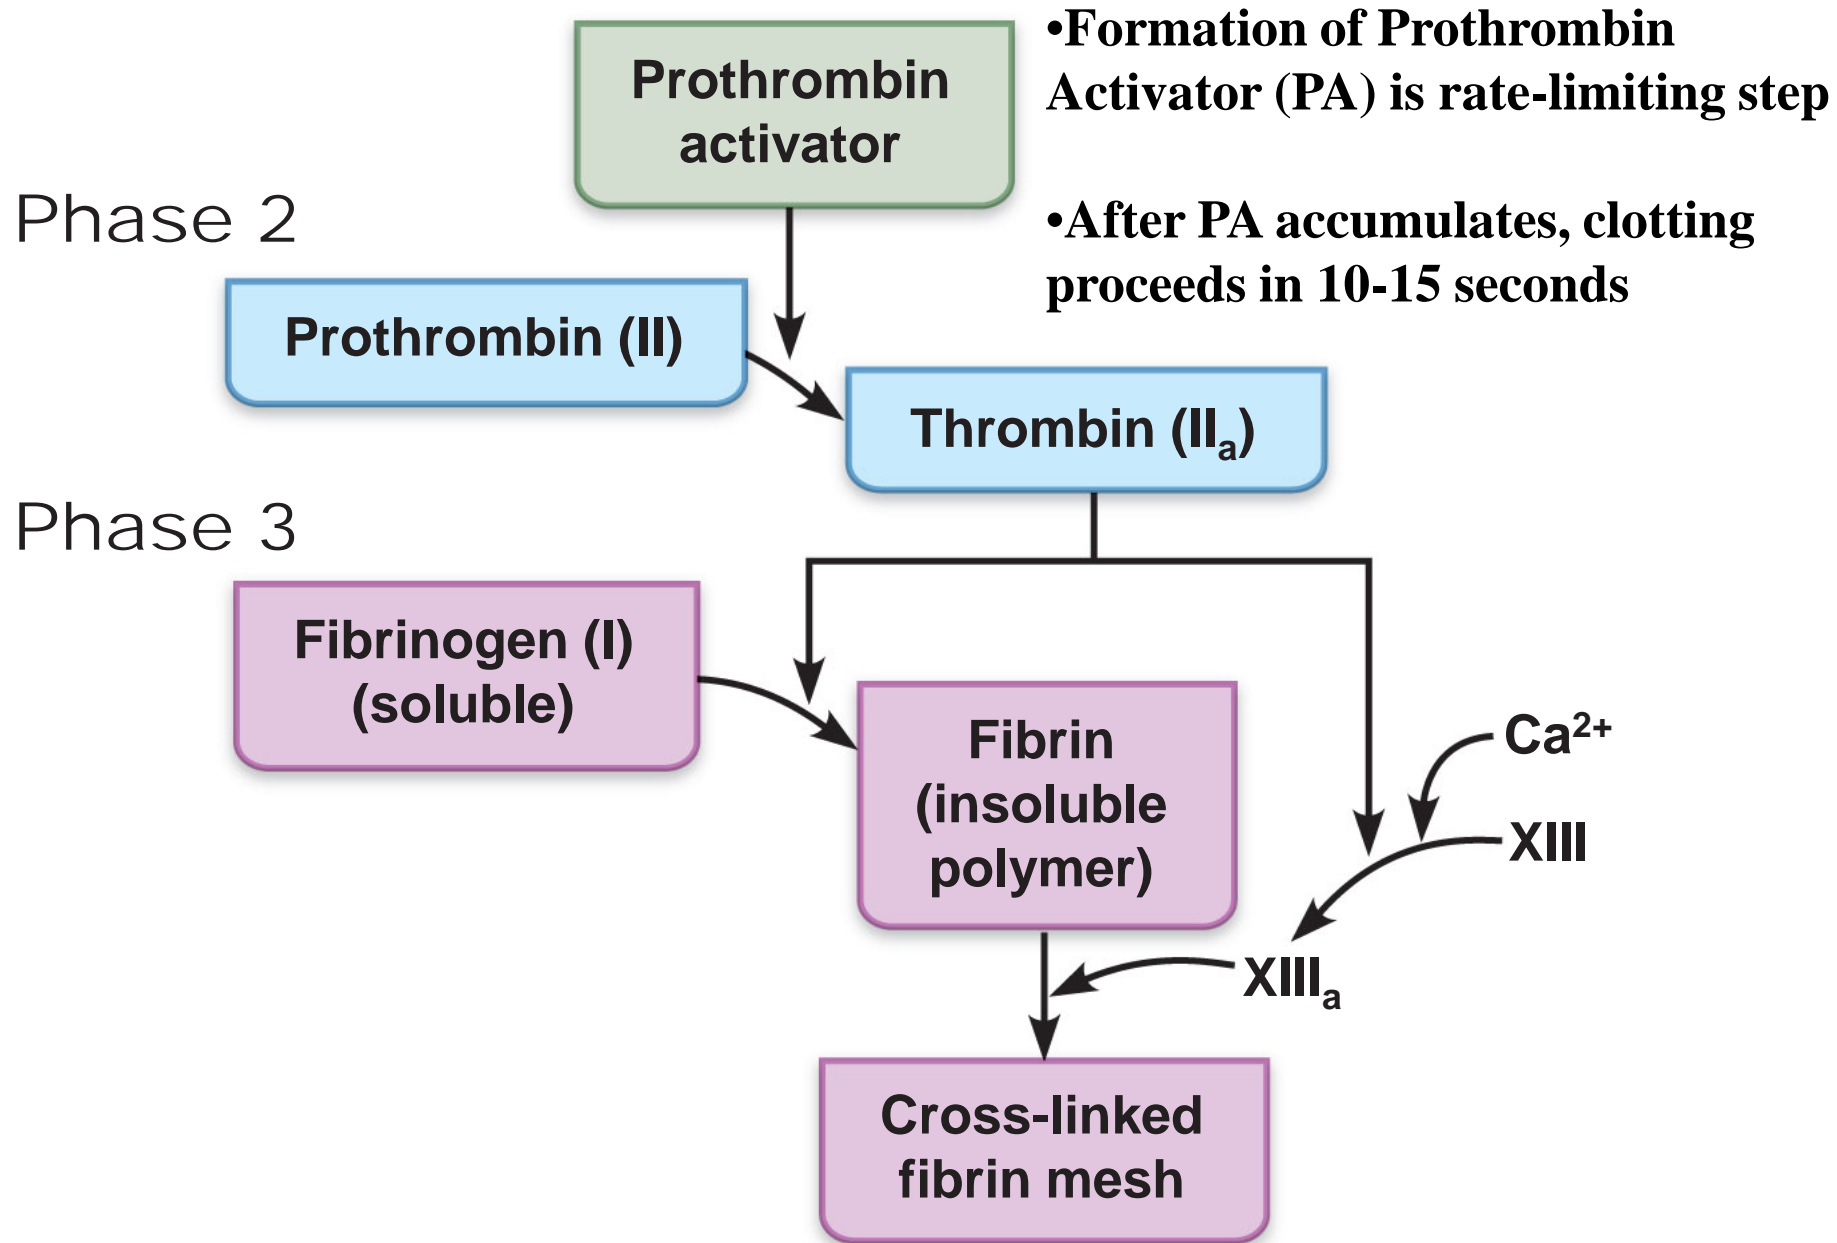 Prothrombin
activator
•Formation of Prothrombin
Activator (PA) is rate-limiting step
•After PA accumulates, clotting
proceeds in 10-15 seconds
Phase 2
Prothrombin (II)
Thrombin (IIₐ)
Phase 3
Fibrinogen (I)
(soluble)
Fibrin
(insoluble
polymer)
Ca²⁺
XIII
XIIIₐ
Cross-linked
fibrin mesh